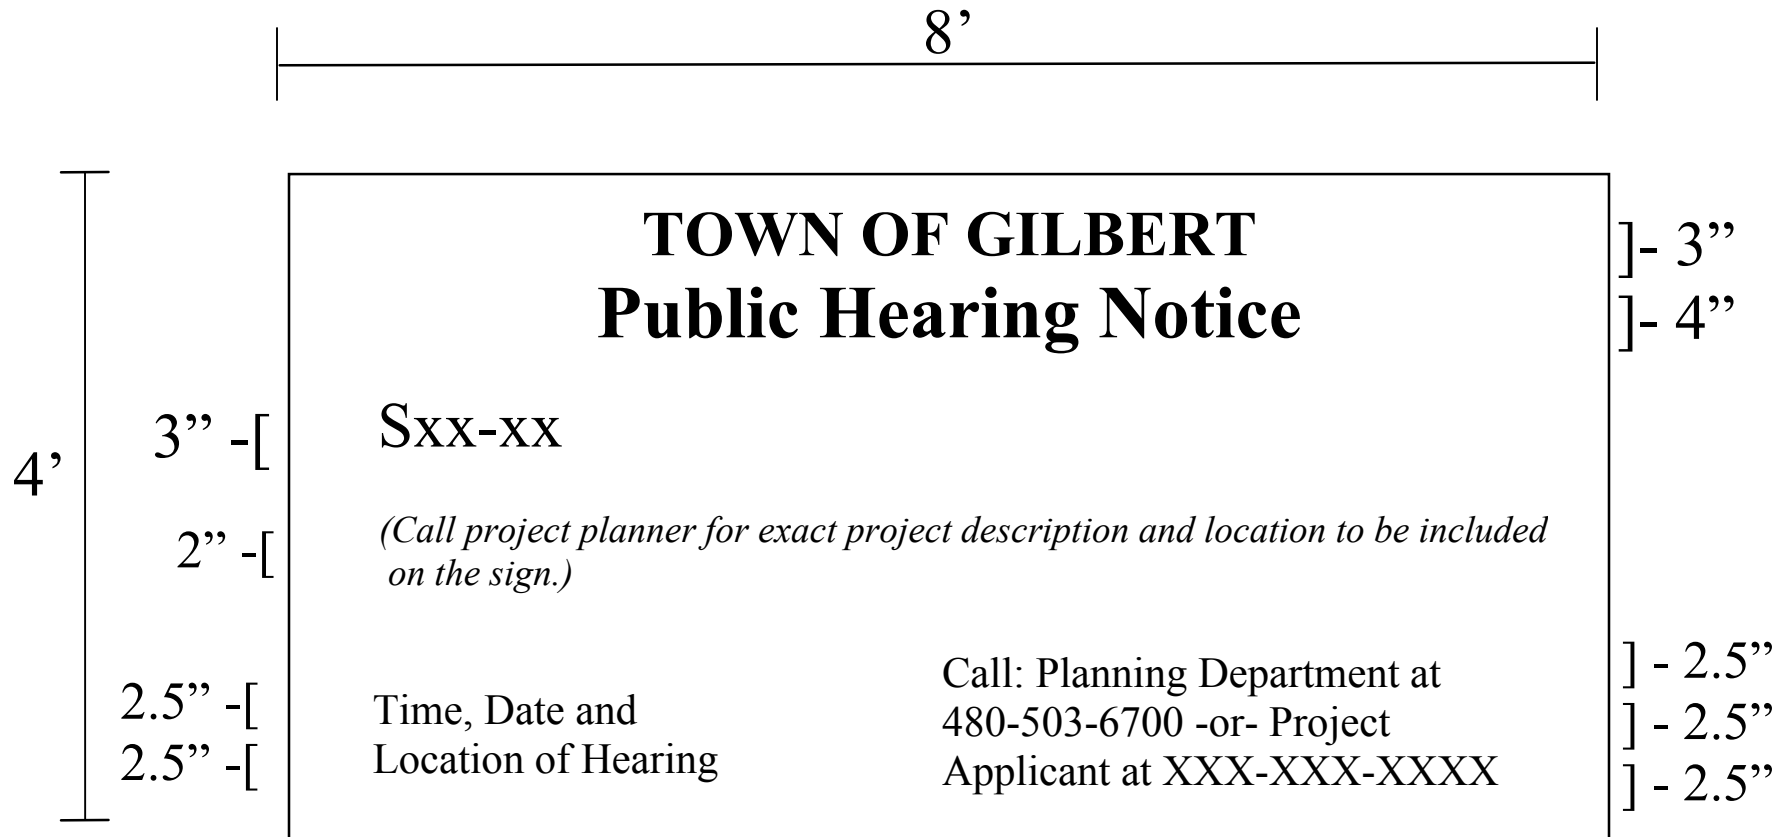 8’
TOWN OF GILBERT
]- 3”
Public Hearing Notice
]- 4”
4’
3” -[
Sxx-xx
2” -[
(Call project planner for exact project description and location to be included
on the sign.)
2.5” -[
2.5” -[
Time, Date and
Location of Hearing
Call: Planning Department at
480-503-6700 -or- Project
Applicant at XXX-XXX-XXXX
] - 2.5”
] - 2.5”
] - 2.5”